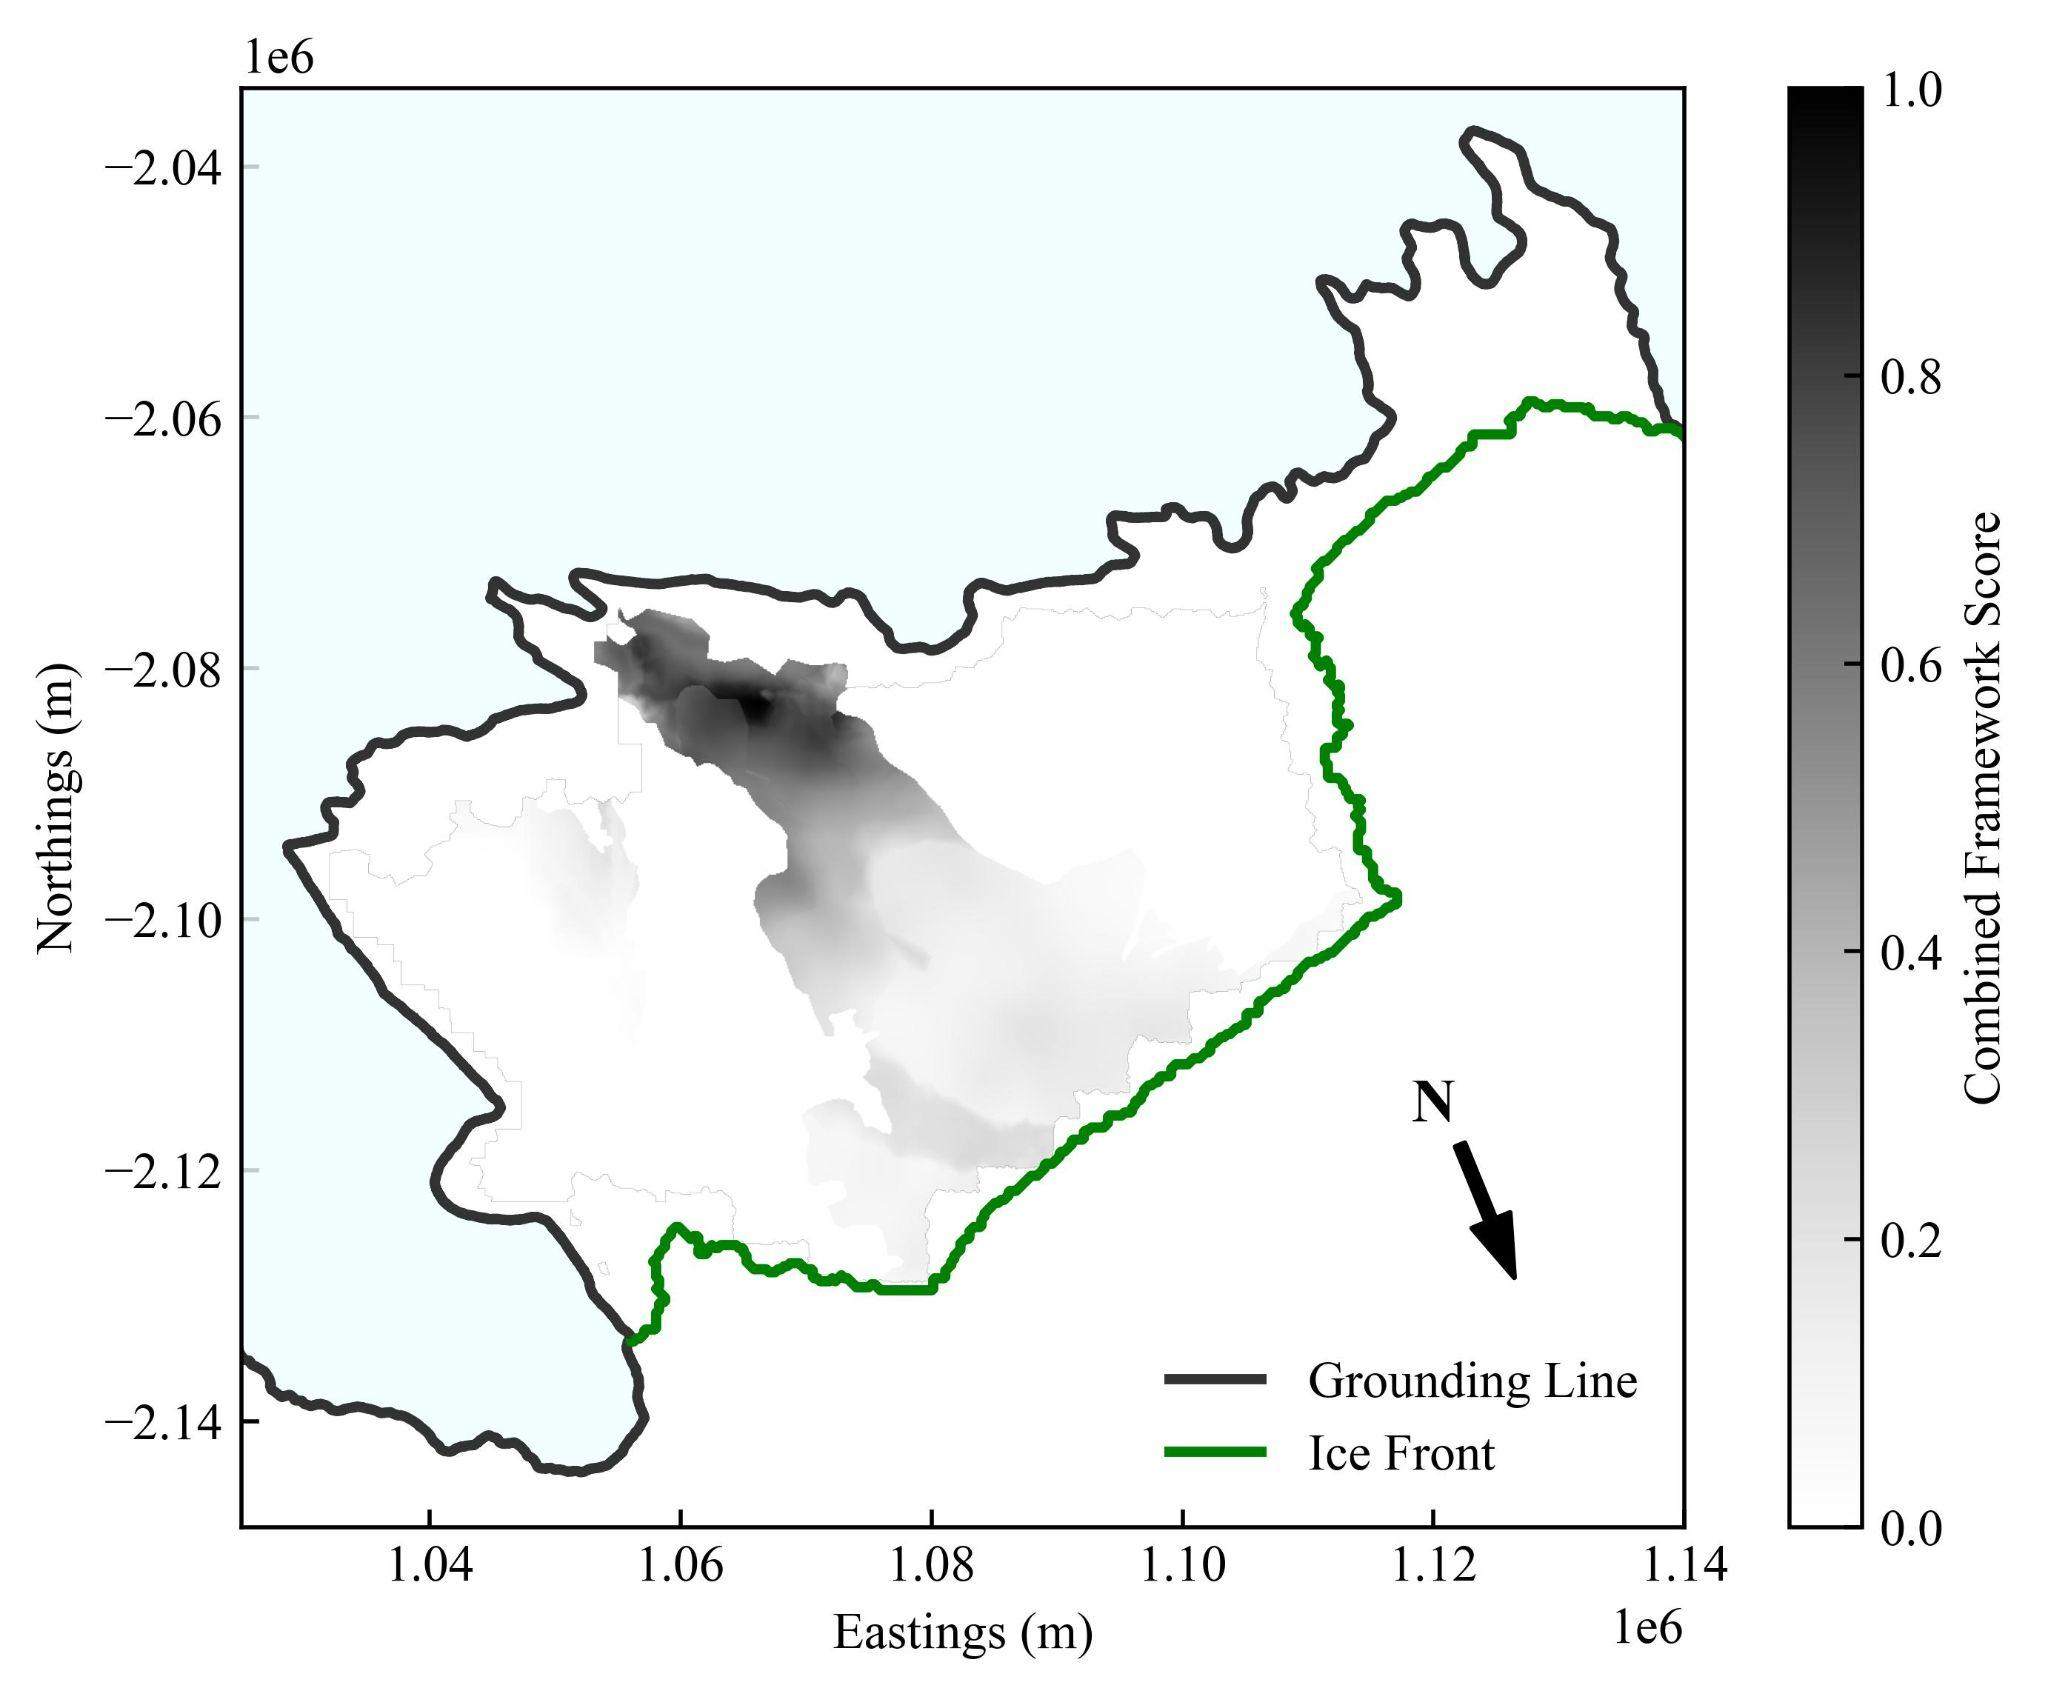 1e6
−2.04
−2.06
−2.08
−2.10
−2.12
−2.14
Northings (m)
1.04
1.06
1.08
1.10
1.12
1.14
Eastings (m)
1e6
N
Grounding Line
Ice Front
1.0
0.8
0.6
0.4
0.2
0.0
Combined Framework Score